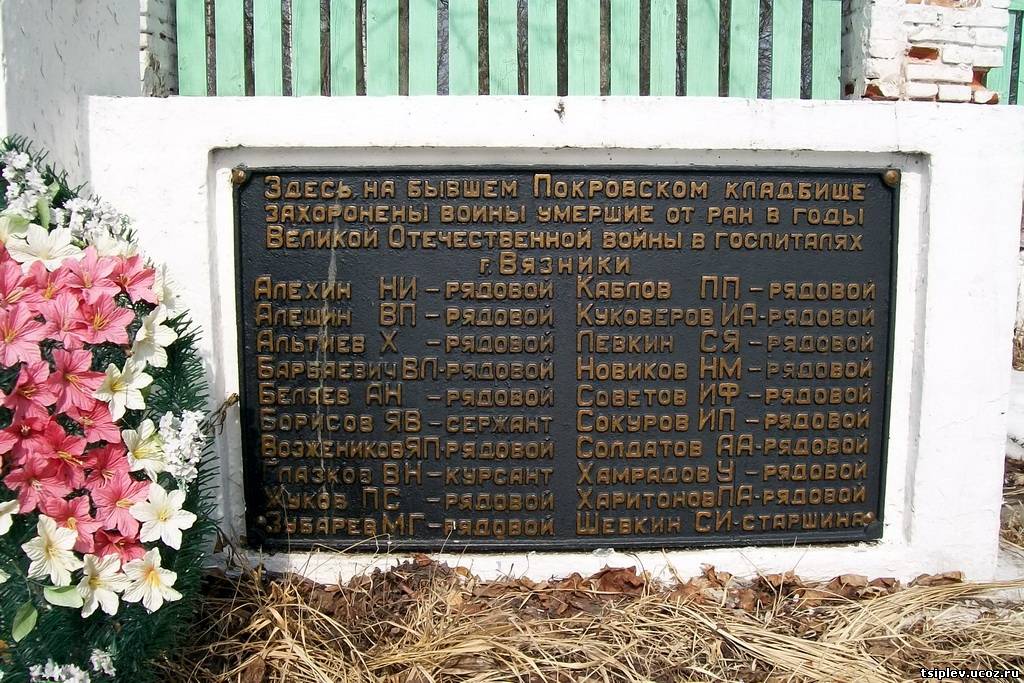 Здесь, на бывшем Покровском кладбище
захоронены воины умершие от ран в годы
Великой Отечественной войны в госпиталях
г. Вязники
Алехин НИ – рядовой Каблов ПП – рядовой
Алешин ВП – рядовой Куковеров ИА – рядовой
Альтиев Х – рядовой Певкин СЯ – рядовой
Барбаевич ВП – рядовой Новиков НМ – рядовой
Беляев АН – рядовой Советов ИФ – рядовой
Борисов ЯВ – сержант Сокуров ИП – рядовой
Возжеников ЯП – рядовой Солдатов АА – рядовой
Глазков ВН – курсант Хамрадов У – рядовой
Жуков ПС – рядовой Харитонов ПА – рядовой
Зубарев МГ – рядовой Шевкин СИ – старшина
tsiplev.ucoz.ru